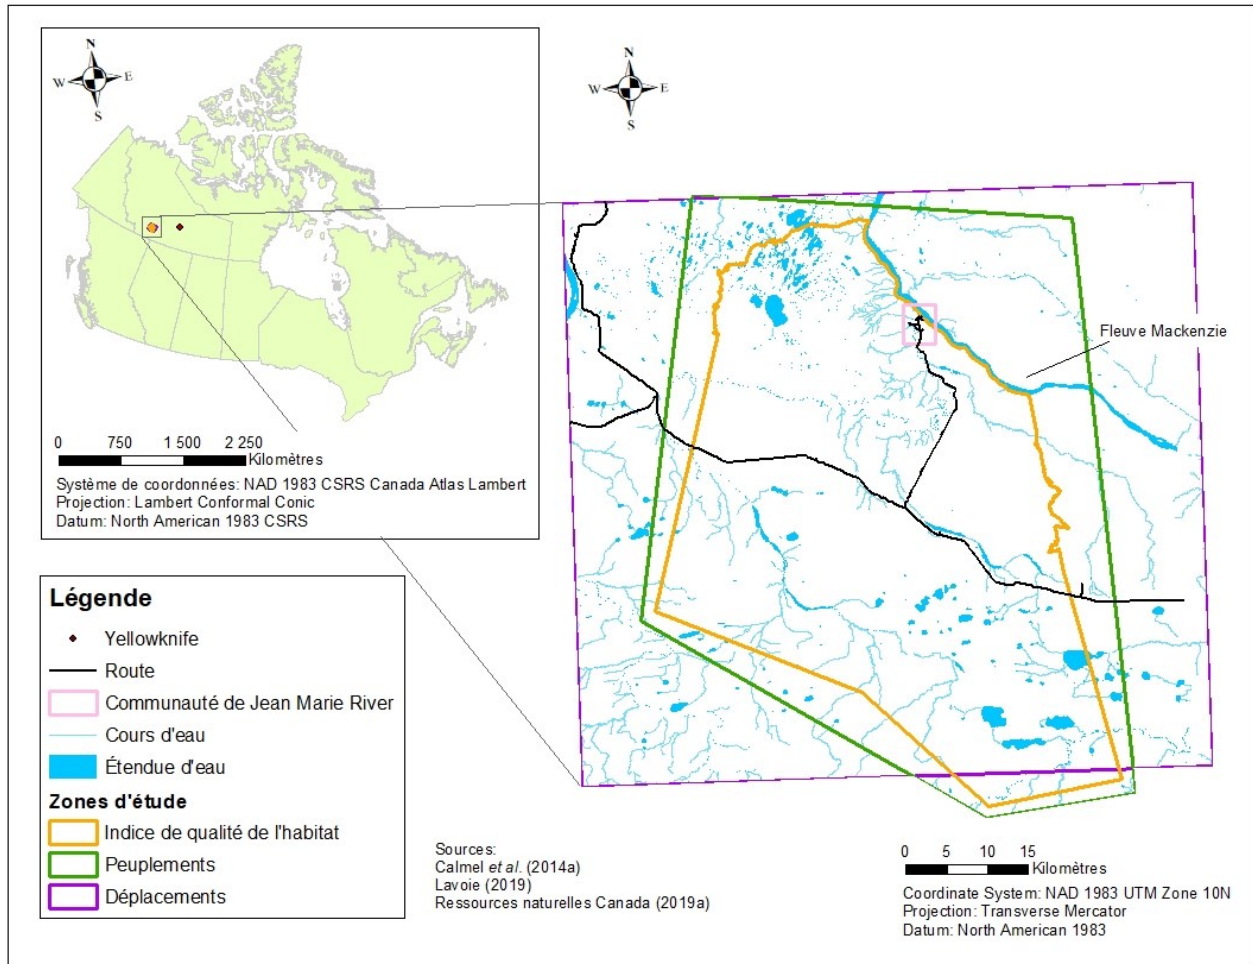 N
W E
S
0 750 1 500 2 250
Kilomètres
Système de coordonnées: NAD 1983 CSRS Canada Atlas Lambert
Projection: Lambert Conformal Conic
Datum: North American 1983 CSRS
N
W E
S
Fleuve Mackenzie
Légende
Yellowknife
Route
Communauté de Jean Marie River
Cours d'eau
Étendue d'eau
Zones d'étude
Indice de qualité de l'habitat
Peuplements
Déplacements
Sources:
Calmel et al. (2014a)
Lavoie (2019)
Ressources naturelles Canada (2019a)
0 5 10 15
Kilomètres
Coordinate System: NAD 1983 UTM Zone 10N
Projection: Transverse Mercator
Datum: North American 1983